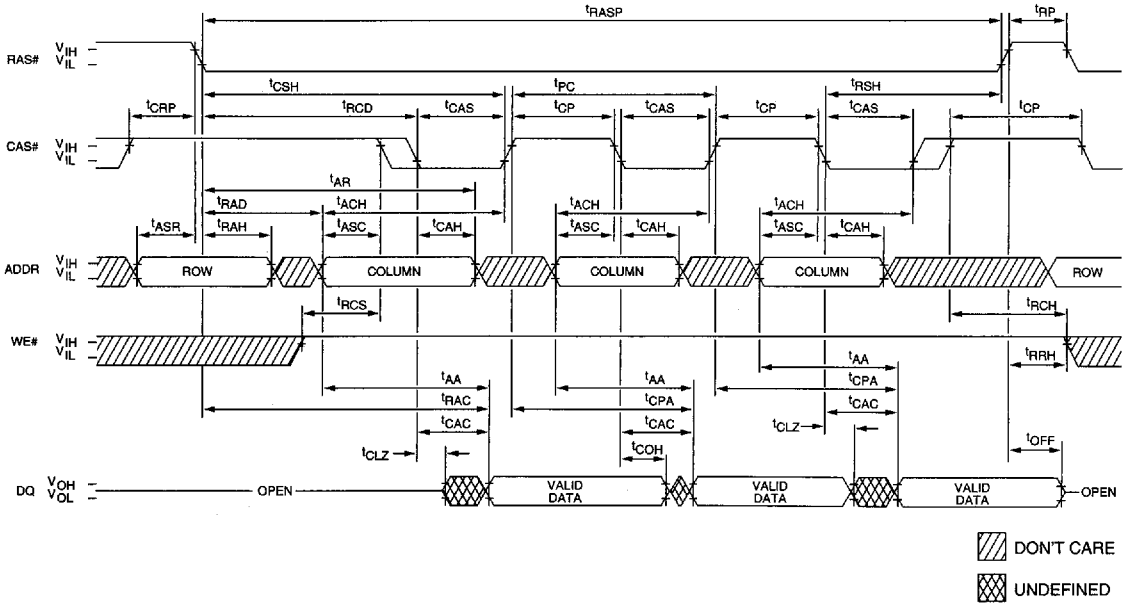 tRASP tRP
RAS# VIH
VIL
tCSH tPC tRSH
tCRP tRCD tCAS tCP tCAS tCP tCAS tCP
CAS# VIH
VIL
tAR
tRAD tACH tACH tACH
tASR tRAH tASC tCAH tASC tCAH tASC tCAH
ADDR VIH
VIL
ROW COLUMN COLUMN COLUMN ROW
tRCS tRCH
WE# VIH
VIL
tAA tAA tAA tRRH
tRAC tCPA tCPA
tCAC tCAC tCAC
tCLZ tCOH tCLZ tOFF
DQ VOH
VOL
OPEN VALID DATA VALID DATA VALID DATA OPEN
DON'T CARE
UNDEFINED